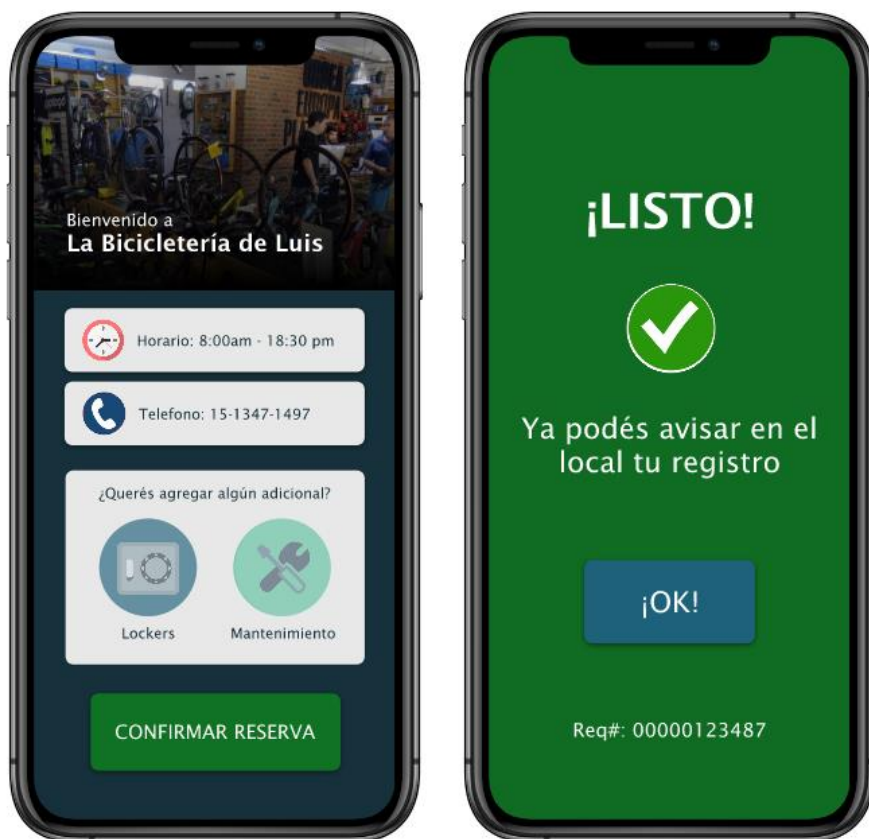 Bienvenido a
La Bicicletería de Luis
Horario: 8:00am - 18:30 pm
Telefono: 15-1347-1497
¿Querés agregar algún adicional?
Lockers
Mantenimiento
CONFIRMAR RESERVA
¡LISTO!
Ya podés avisar en el
local tu registro
¡OK!
Req#: 00000123487